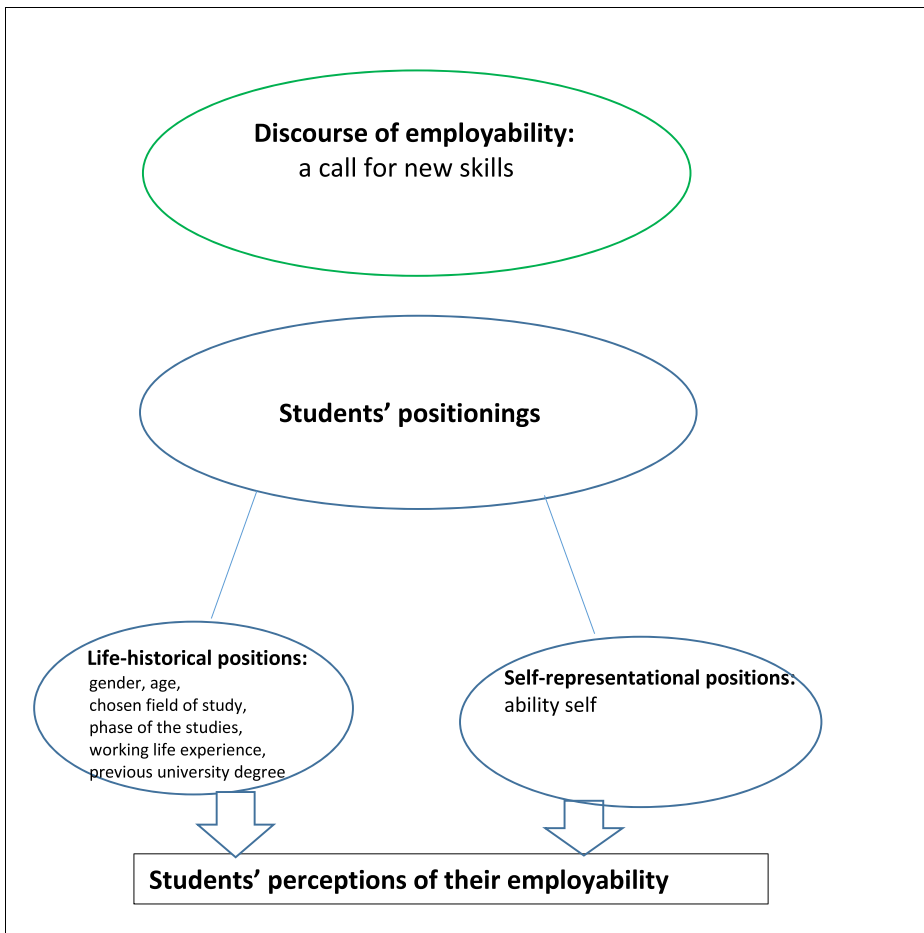 Discourse of employability:
a call for new skills
Students’ positionings
Life-historical positions:
gender, age,
chosen field of study,
phase of the studies,
working life experience,
previous university degree
Self-representational positions:
ability self
Students’ perceptions of their employability